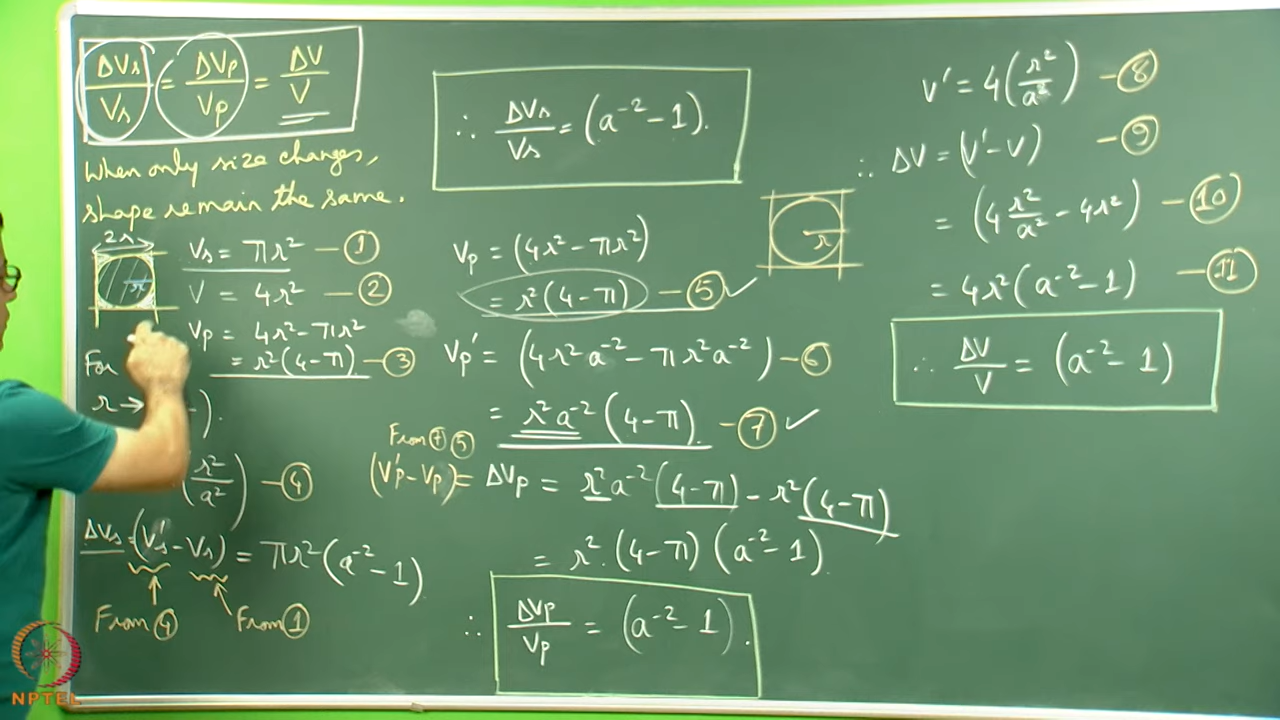 ΔVs/Vs = ΔVp/Vp = ΔV/V
When only size changes,
shape remain the same.
2r
r
Vs = πr² — ①
V = 4r² — ②
Vp = 4r² - πr²
= r²(4-π) — ③
For
r →
(r²/a²) — ④
ΔVs (Vs' - Vs) = πr²(a⁻² - 1)
From ④ From ①
∴ ΔVs/Vs = (a⁻² - 1).
Vp = (4r² - πr²)
= r²(4-π) — ⑤ ✓
r
Vp' = (4r²a⁻² - πr²a⁻²) — ⑥
= r²a⁻²(4-π) — ⑦ ✓
From ⑦ ⑤
(Vp' - Vp) = ΔVp = r²a⁻²(4-π) - r²(4-π)
= r².(4-π)(a⁻² - 1)
∴ ΔVp/Vp = (a⁻² - 1).
V' = 4(r²/a²) — ⑧
∴ ΔV = (V' - V) — ⑨
= (4r²/a² - 4r²) — ⑩
= 4r²(a⁻² - 1) — ⑪
∴ ΔV/V = (a⁻² - 1)
NPTEL